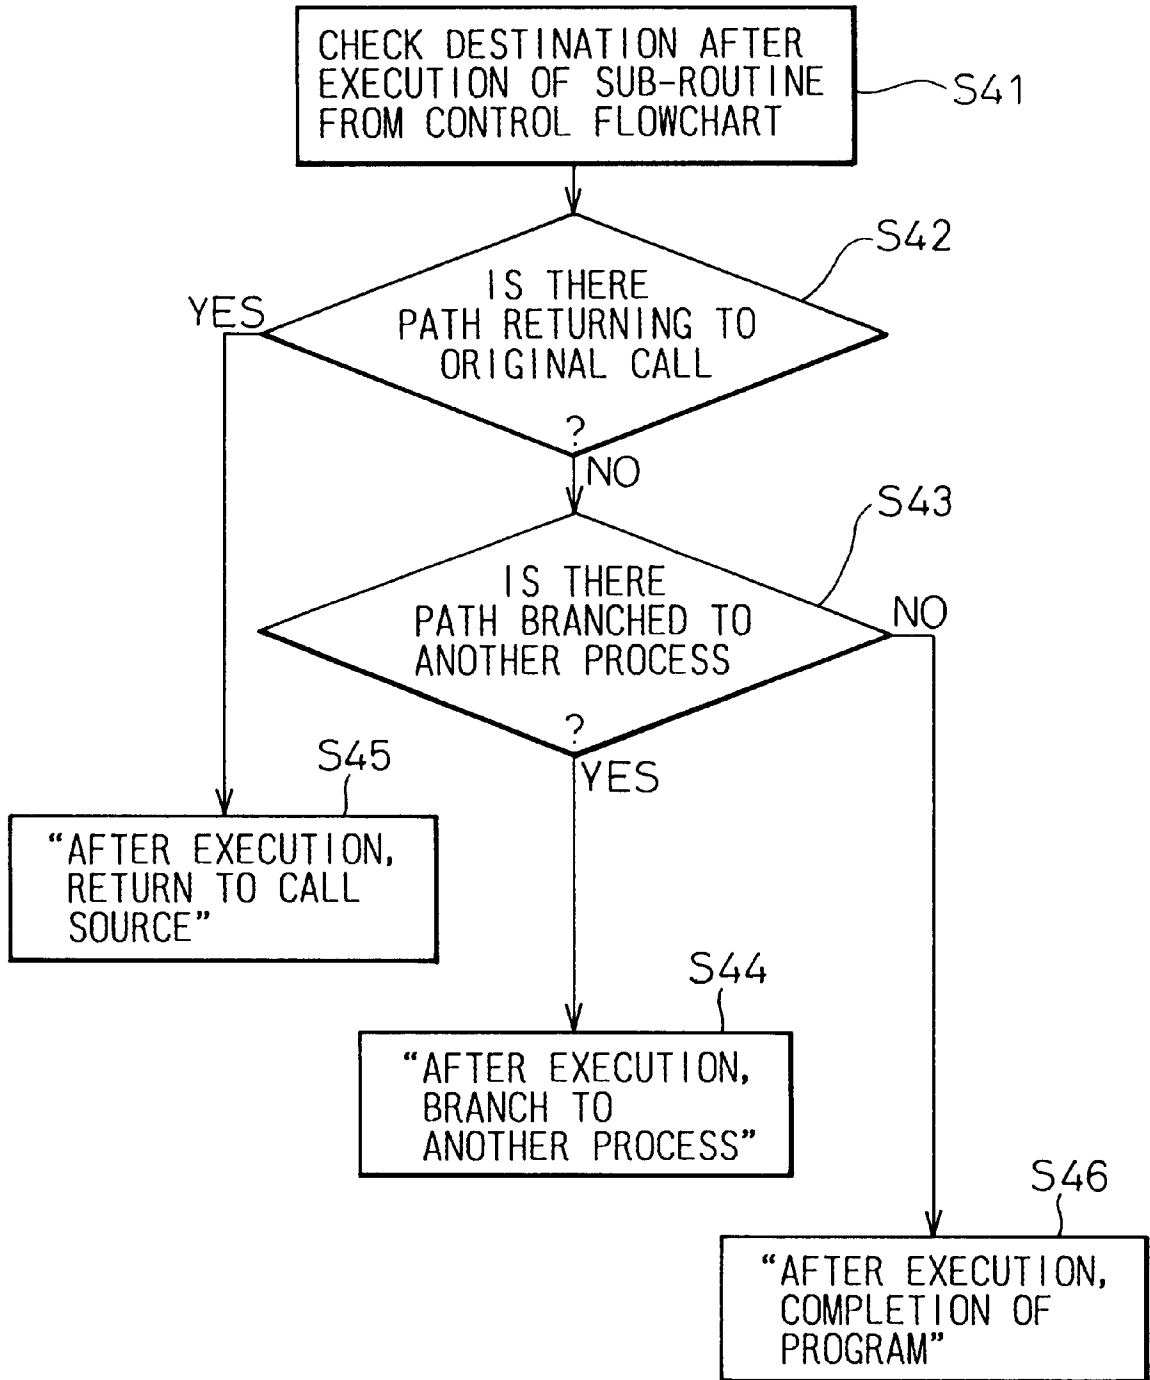 CHECK DESTINATION AFTER
EXECUTION OF SUB-ROUTINE
FROM CONTROL FLOWCHART
S41
S42
IS THERE
PATH RETURNING TO
ORIGINAL CALL
?
YES
NO
S43
IS THERE
PATH BRANCHED TO
ANOTHER PROCESS
?
NO
YES
S45
“AFTER EXECUTION,
RETURN TO CALL
SOURCE”
S44
“AFTER EXECUTION,
BRANCH TO
ANOTHER PROCESS”
S46
“AFTER EXECUTION,
COMPLETION OF
PROGRAM”